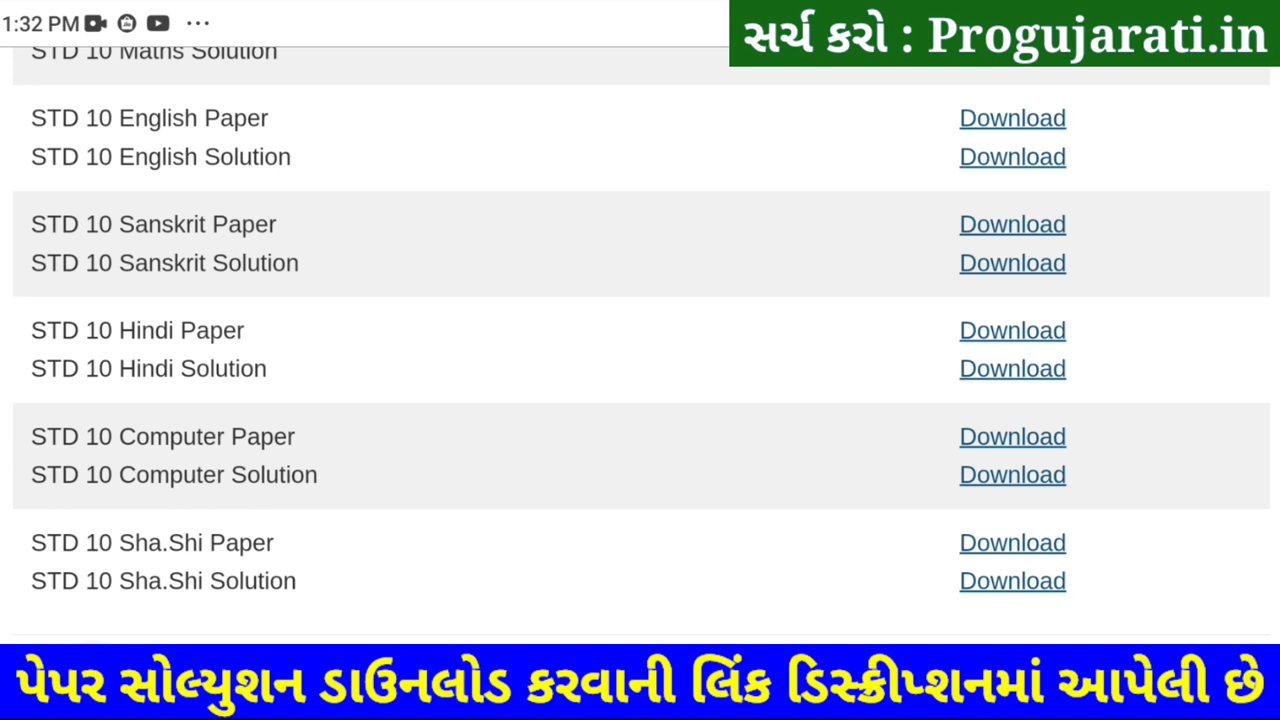 1:32 PM
સર્ચ કરો : Progujarati.in
STD 10 Maths Solution
STD 10 English Paper Download
STD 10 English Solution Download
STD 10 Sanskrit Paper Download
STD 10 Sanskrit Solution Download
STD 10 Hindi Paper Download
STD 10 Hindi Solution Download
STD 10 Computer Paper Download
STD 10 Computer Solution Download
STD 10 Sha.Shi Paper Download
STD 10 Sha.Shi Solution Download
પેપર સોલ્યુશન ડાઉનલોડ કરવાની લિંક ડિસ્ક્રીપ્શનમાં આપેલી છે